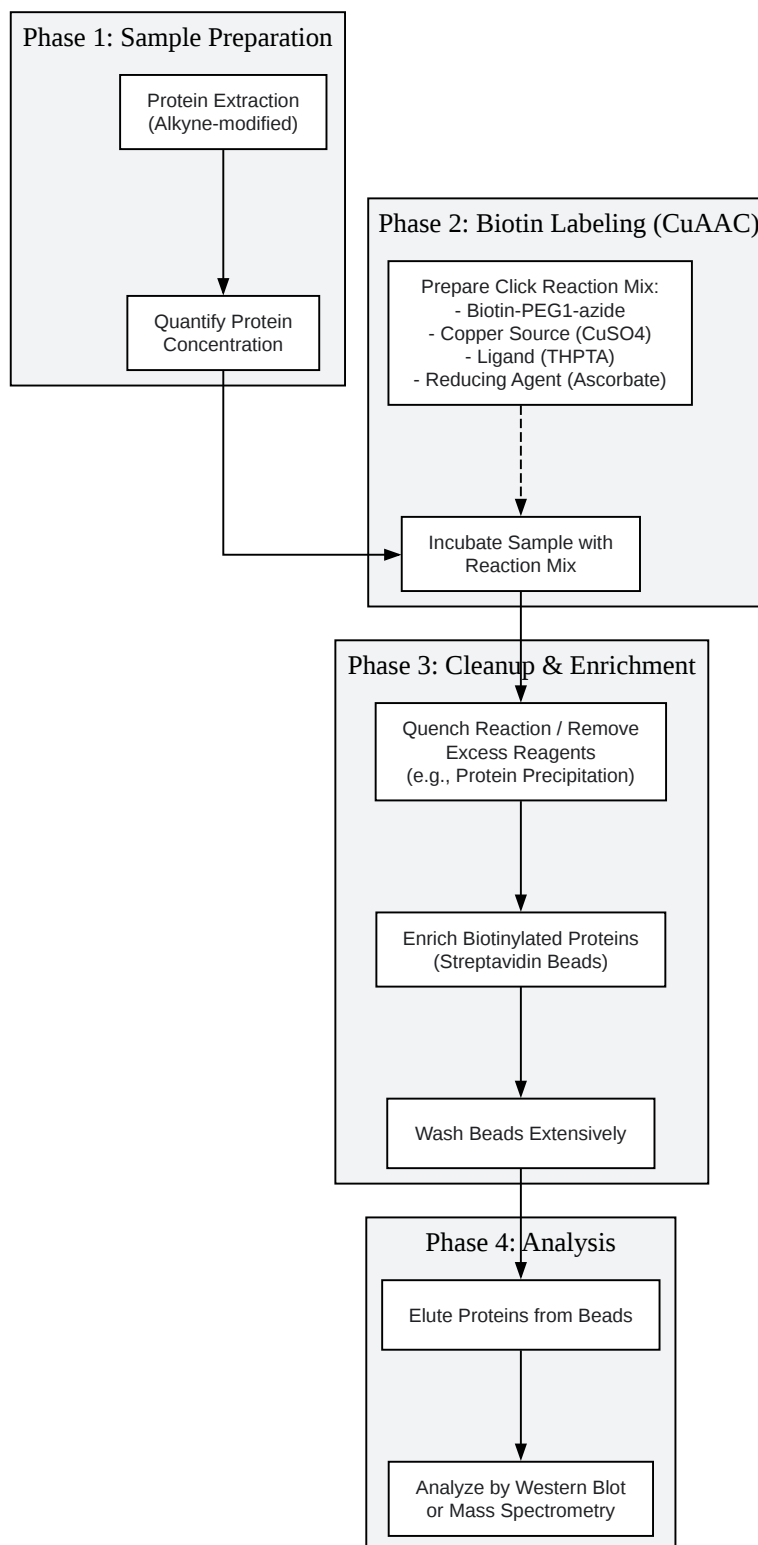 Phase 1: Sample Preparation
Protein Extraction
(Alkyne-modified)
Quantify Protein
Concentration
Phase 2: Biotin Labeling (CuAAC)
Prepare Click Reaction Mix:
- Biotin-PEG1-azide
- Copper Source (CuSO4)
- Ligand (THPTA)
- Reducing Agent (Ascorbate)
Incubate Sample with
Reaction Mix
Phase 3: Cleanup & Enrichment
Quench Reaction / Remove
Excess Reagents
(e.g., Protein Precipitation)
Enrich Biotinylated Proteins
(Streptavidin Beads)
Wash Beads Extensively
Phase 4: Analysis
Elute Proteins from Beads
Analyze by Western Blot
or Mass Spectrometry